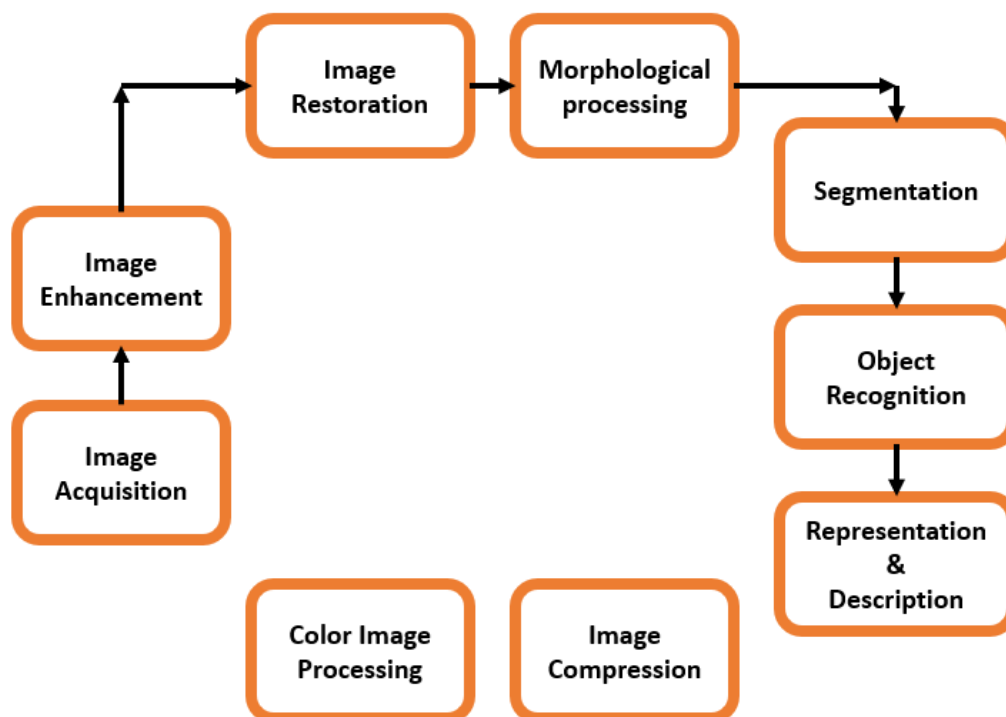 Image
Restoration
Morphological
processing
Segmentation
Image
Enhancement
Object
Recognition
Image
Acquisition
Representation
&
Description
Color Image
Processing
Image
Compression